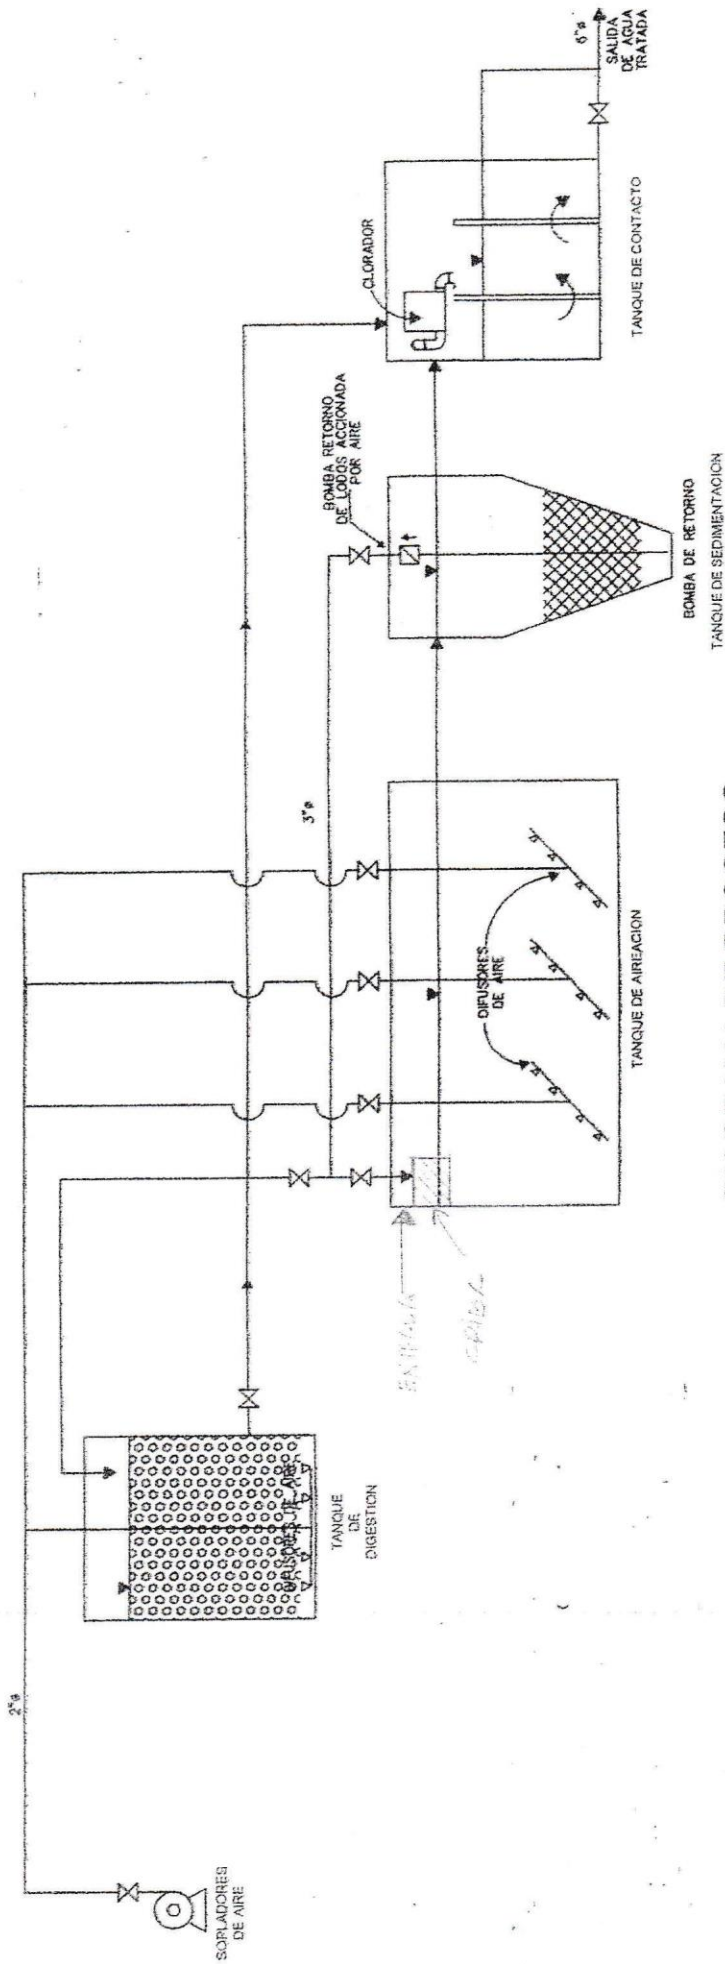 2"ø
SOPLADORES
DE AIRE
DIFUSORES DE AIRE
TANQUE
DE
DIGESTION
3"ø
DIFUSORES
DE AIRE
TANQUE DE AIREACION
BOMBA RETORNO
DE LODOS ACCIONADA
POR AIRE
BOMBA DE RETORNO
TANQUE DE SEDIMENTACION
CLORADOR
TANQUE DE CONTACTO
6"ø
SALIDA
DE AGUA
TRATADA